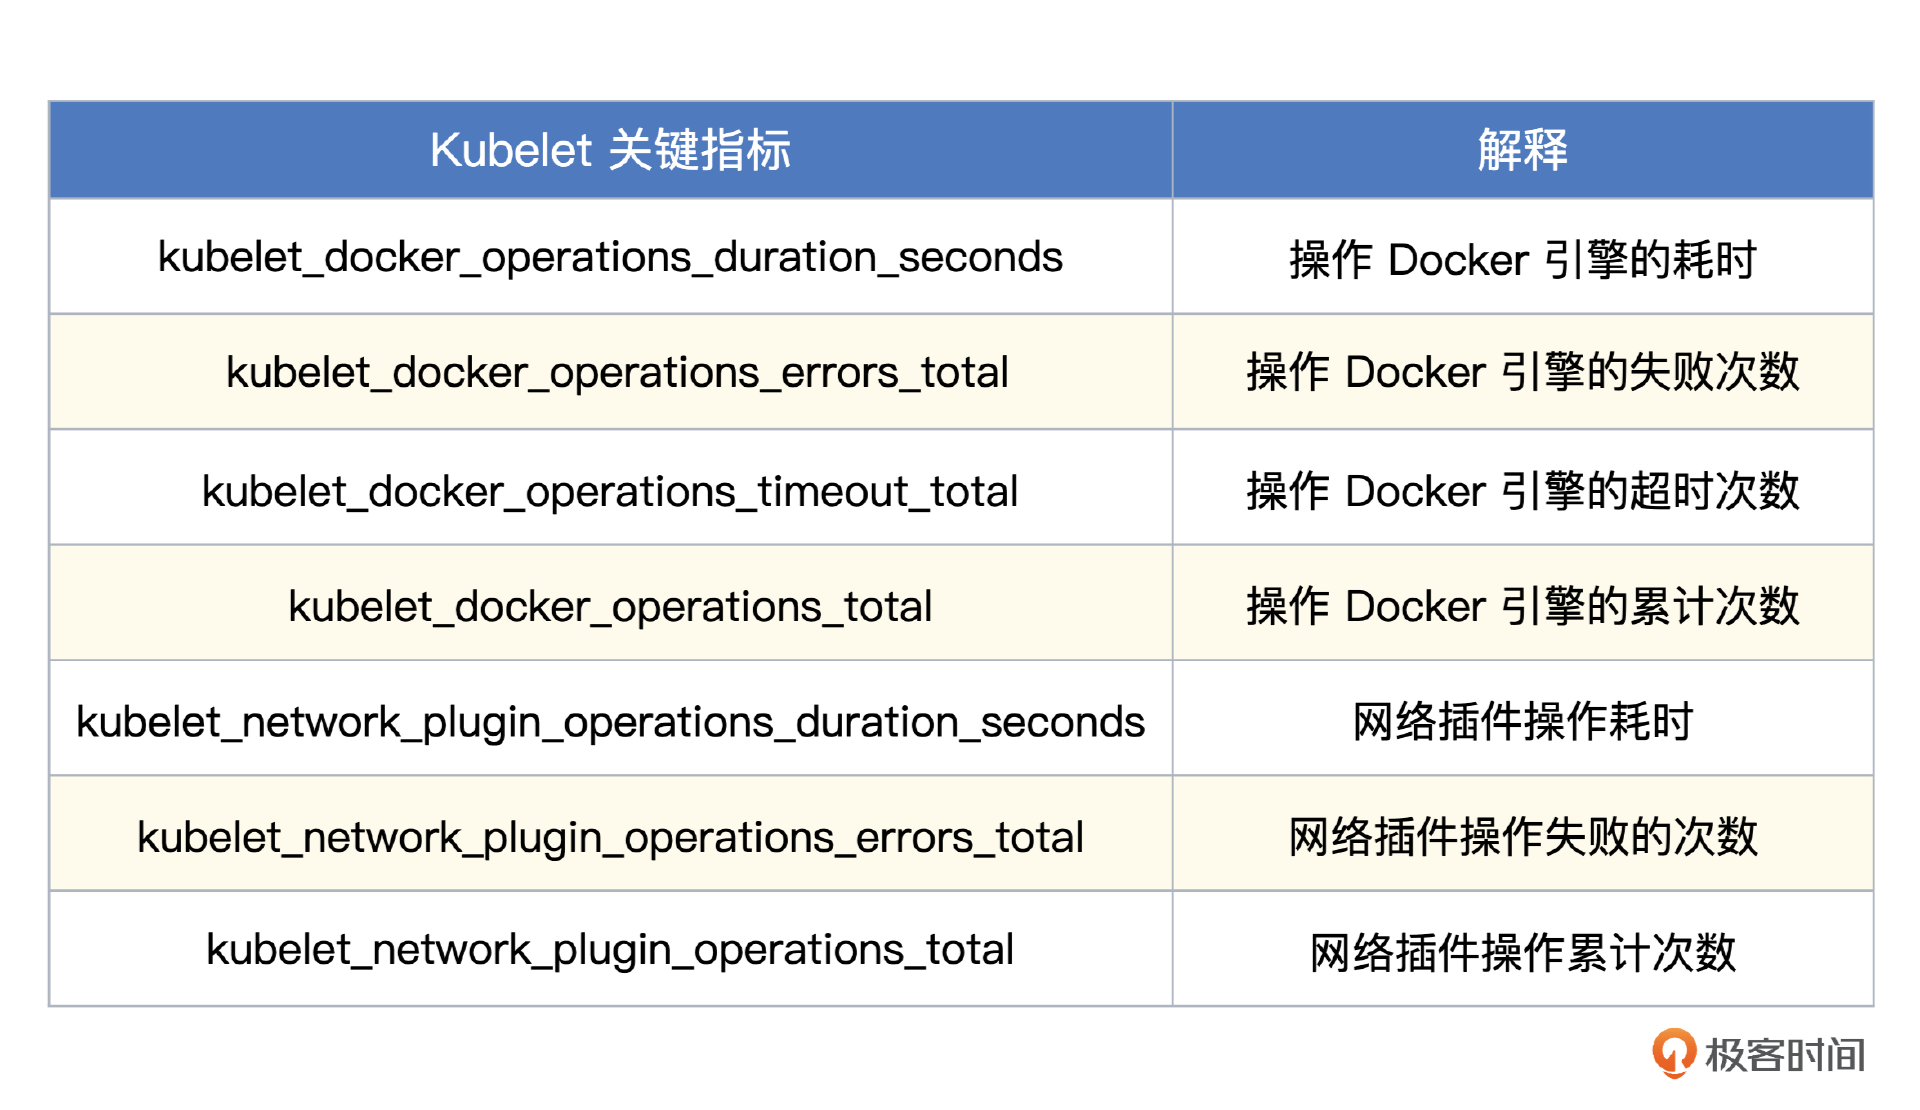 Kubelet 关键指标 解释
kubelet_docker_operations_duration_seconds 操作 Docker 引擎的耗时
kubelet_docker_operations_errors_total 操作 Docker 引擎的失败次数
kubelet_docker_operations_timeout_total 操作 Docker 引擎的超时次数
kubelet_docker_operations_total 操作 Docker 引擎的累计次数
kubelet_network_plugin_operations_duration_seconds 网络插件操作耗时
kubelet_network_plugin_operations_errors_total 网络插件操作失败的次数
kubelet_network_plugin_operations_total 网络插件操作累计次数
极客时间